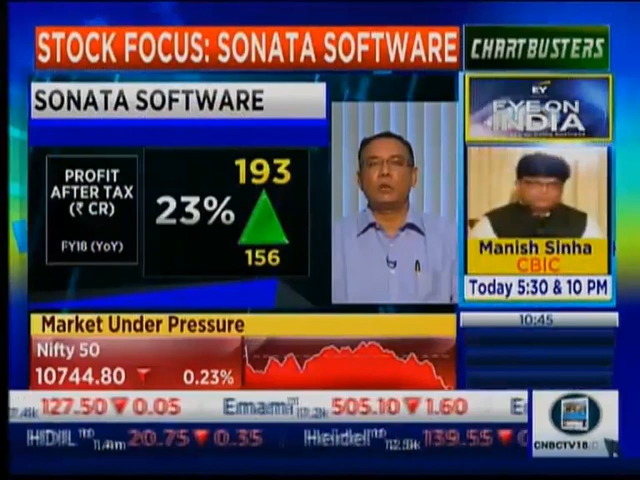 STOCK FOCUS: SONATA SOFTWARE
CHARTBUSTERS
SONATA SOFTWARE
EY
EYE ON
INDIA
PROFIT
AFTER TAX
(₹ CR)
FY18 (YoY)
23%
193
156
Manish Sinha
CBIC
Today 5:30 & 10 PM
Market Under Pressure
10:45
Nifty 50
10744.80 0.23%
127.50 0.05 Emami 505.10 1.60
HDIL 20.75 0.35 Heidel 139.55
CNBCTV18.